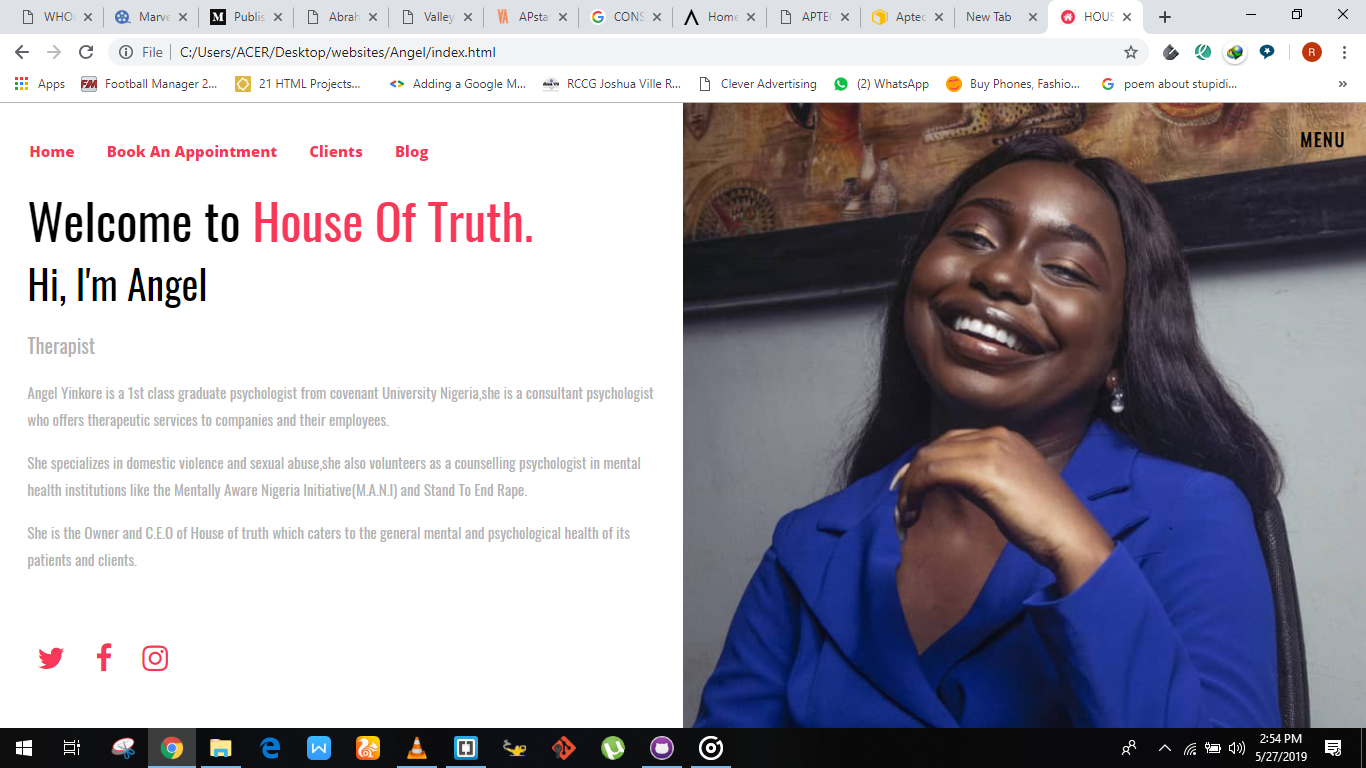 WHO
Marve
Publis
Abrah
Valley
APsta
CONS
Home
APTEC
Aptec
New Tab
HOUS
File
C:/Users/ACER/Desktop/websites/Angel/index.html
R
Apps
Football Manager 2...
21 HTML Projects...
Adding a Google M...
RCCG Joshua Ville R...
Clever Advertising
(2) WhatsApp
Buy Phones, Fashio...
poem about stupidi...
»
Home
Book An Appointment
Clients
Blog
MENU
Welcome to House Of Truth.
Hi, I'm Angel
Therapist
Angel Yinkore is a 1st class graduate psychologist from covenant University Nigeria,she is a consultant psychologist
who offers therapeutic services to companies and their employees.
She specializes in domestic violence and sexual abuse,she also volunteers as a counselling psychologist in mental
health institutions like the Mentally Aware Nigeria Initiative(M.A.N.I) and Stand To End Rape.
She is the Owner and C.E.O of House of truth which caters to the general mental and psychological health of its
patients and clients.
2:54 PM
5/27/2019